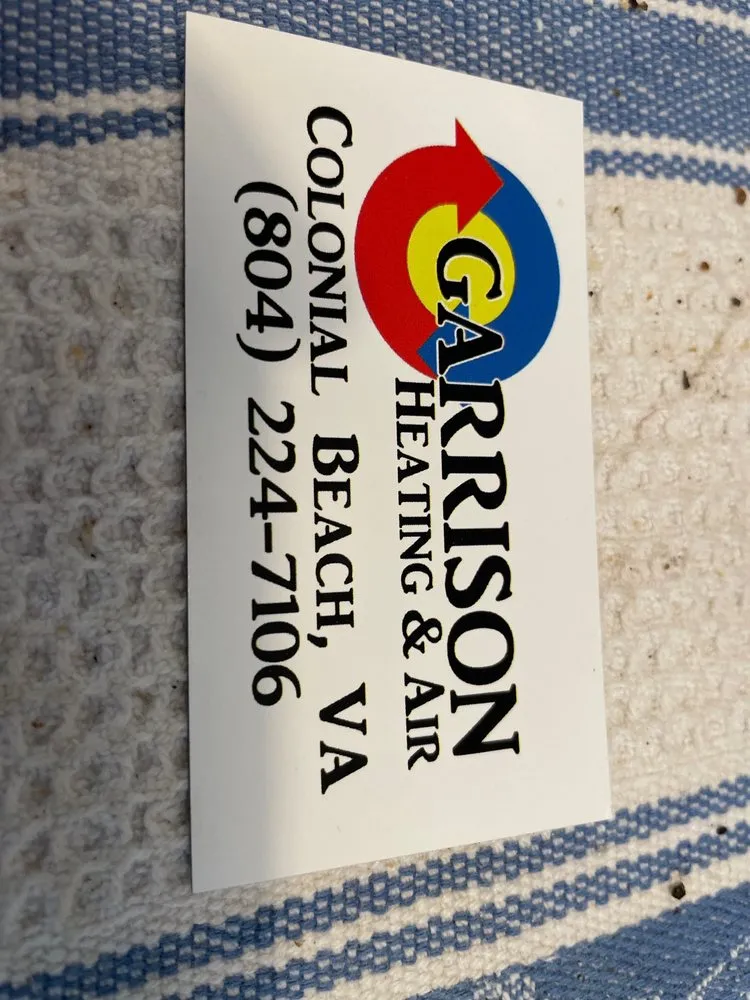 GARRISON
HEATING & AIR
COLONIAL BEACH, VA
(804) 224-7106